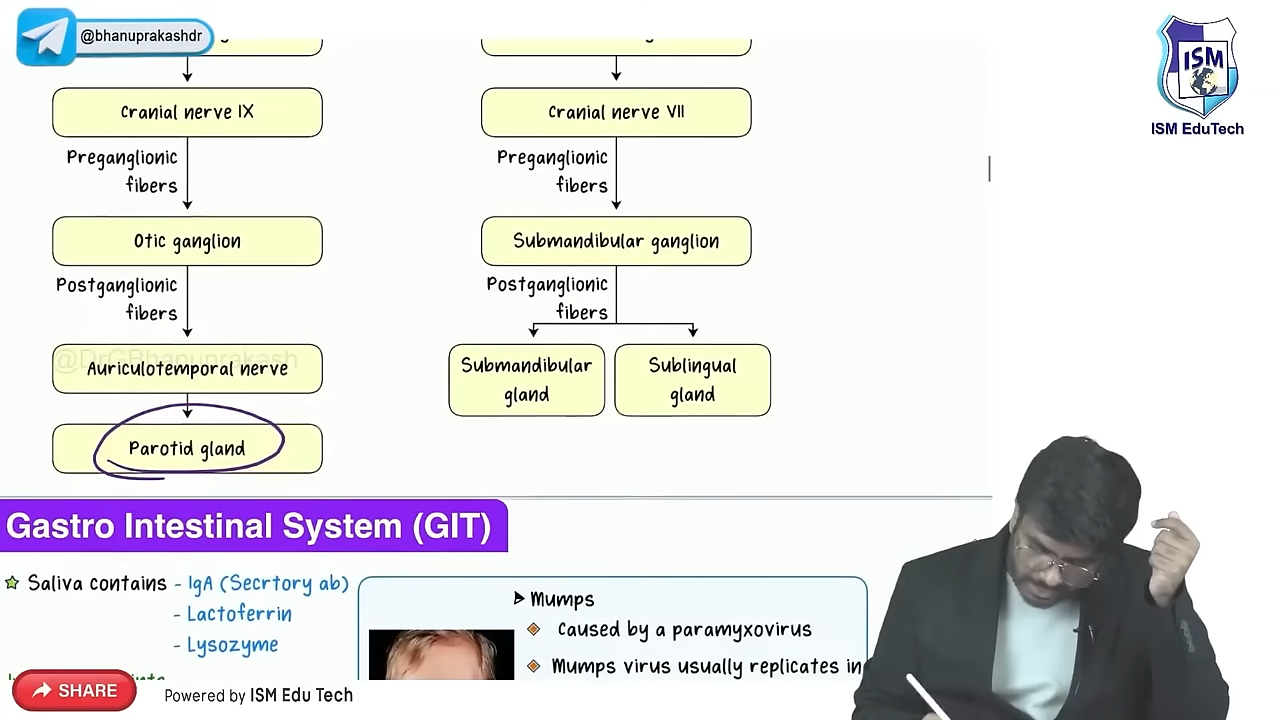 @bhanuprakashdr
ISM
ISM EduTech
Cranial nerve IX
Preganglionic
fibers
Otic ganglion
Postganglionic
fibers
@DrGBhanuprakash
Auriculotemporal nerve
Parotid gland
Cranial nerve VII
Preganglionic
fibers
Submandibular ganglion
Postganglionic
fibers
Submandibular
gland
Sublingual
gland
Gastro Intestinal System (GIT)
Saliva contains - IgA (Secrtory ab)
- Lactoferrin
- Lysozyme
Mumps
Caused by a paramyxovirus
Mumps virus usually replicates in
SHARE
Powered by ISM Edu Tech